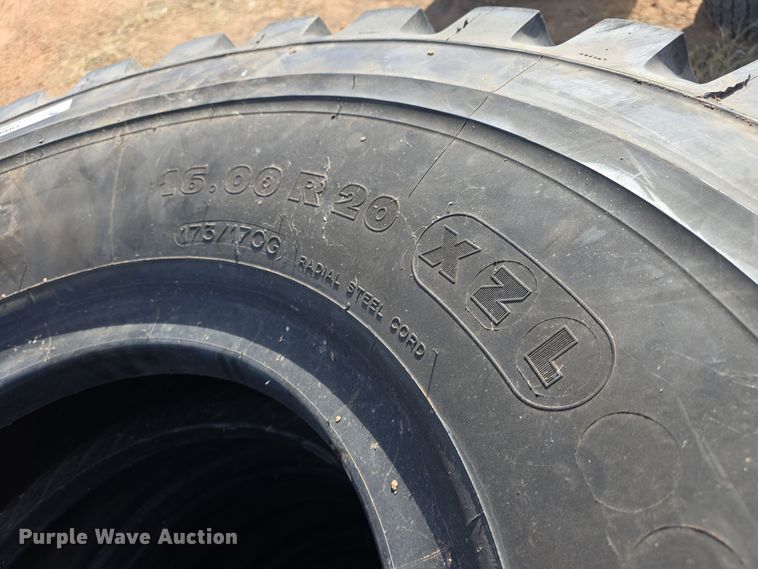 16.00 R 20
XZL
173/170G
RADIAL STEEL CORD
Purple Wave Auction